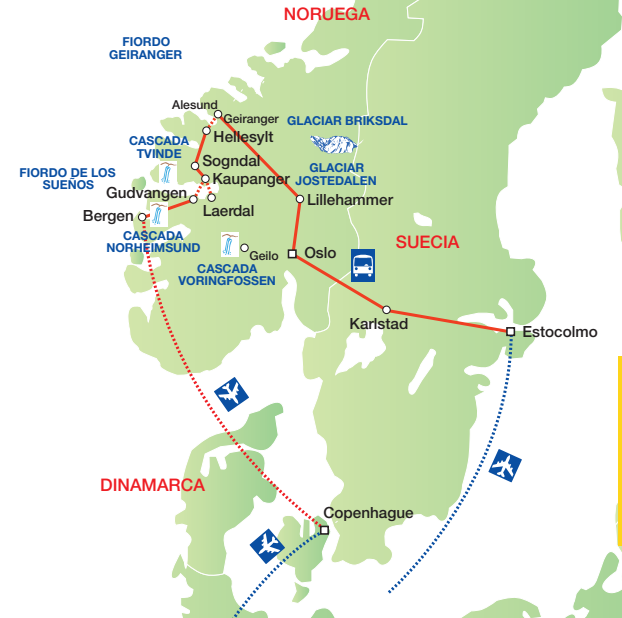 NORUEGA
FIORDO
GEIRANGER
Alesund
Geiranger
GLACIAR BRIKSDAL
Hellesylt
CASCADA
TVINDE
Sogndal
GLACIAR
JOSTEDALEN
FIORDO DE LOS
SUEÑOS
Kaupanger
Gudvangen
Lillehammer
Laerdal
Bergen
CASCADA
NORHEIMSUND
SUECIA
Geilo
Oslo
CASCADA
VORINGFOSSEN
Karlstad
Estocolmo
DINAMARCA
Copenhague